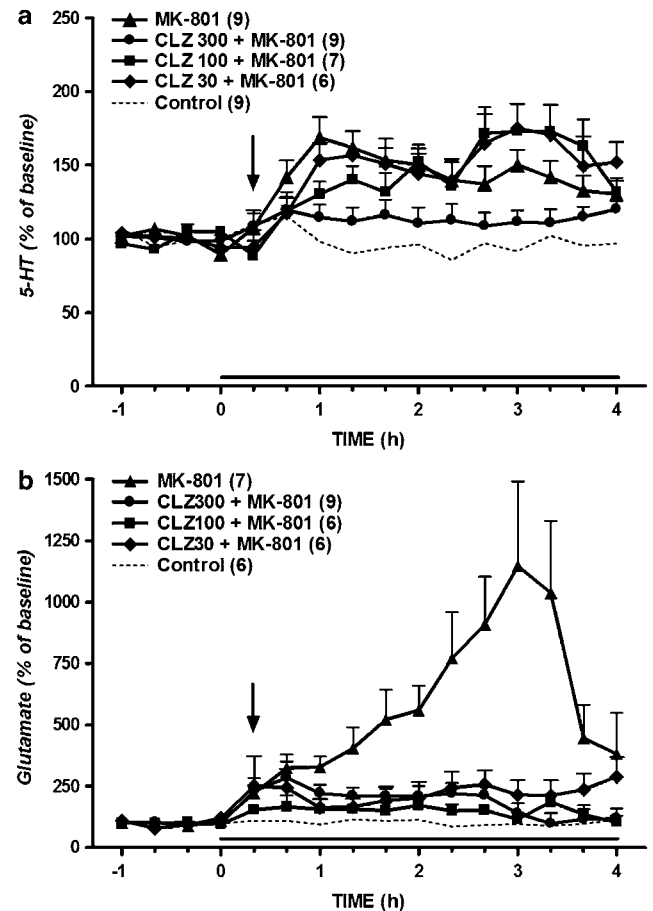 a
MK-801 (9)
CLZ 300 + MK-801 (9)
CLZ 100 + MK-801 (7)
CLZ 30 + MK-801 (6)
Control (9)
250
200
150
100
50
0
5-HT (% of baseline)
-1
0
1
2
3
4
TIME (h)
b
MK-801 (7)
CLZ300 + MK-801 (9)
CLZ100 + MK-801 (6)
CLZ30 + MK-801 (6)
Control (6)
1500
1250
1000
750
500
250
0
Glutamate (% of baseline)
-1
0
1
2
3
4
TIME (h)